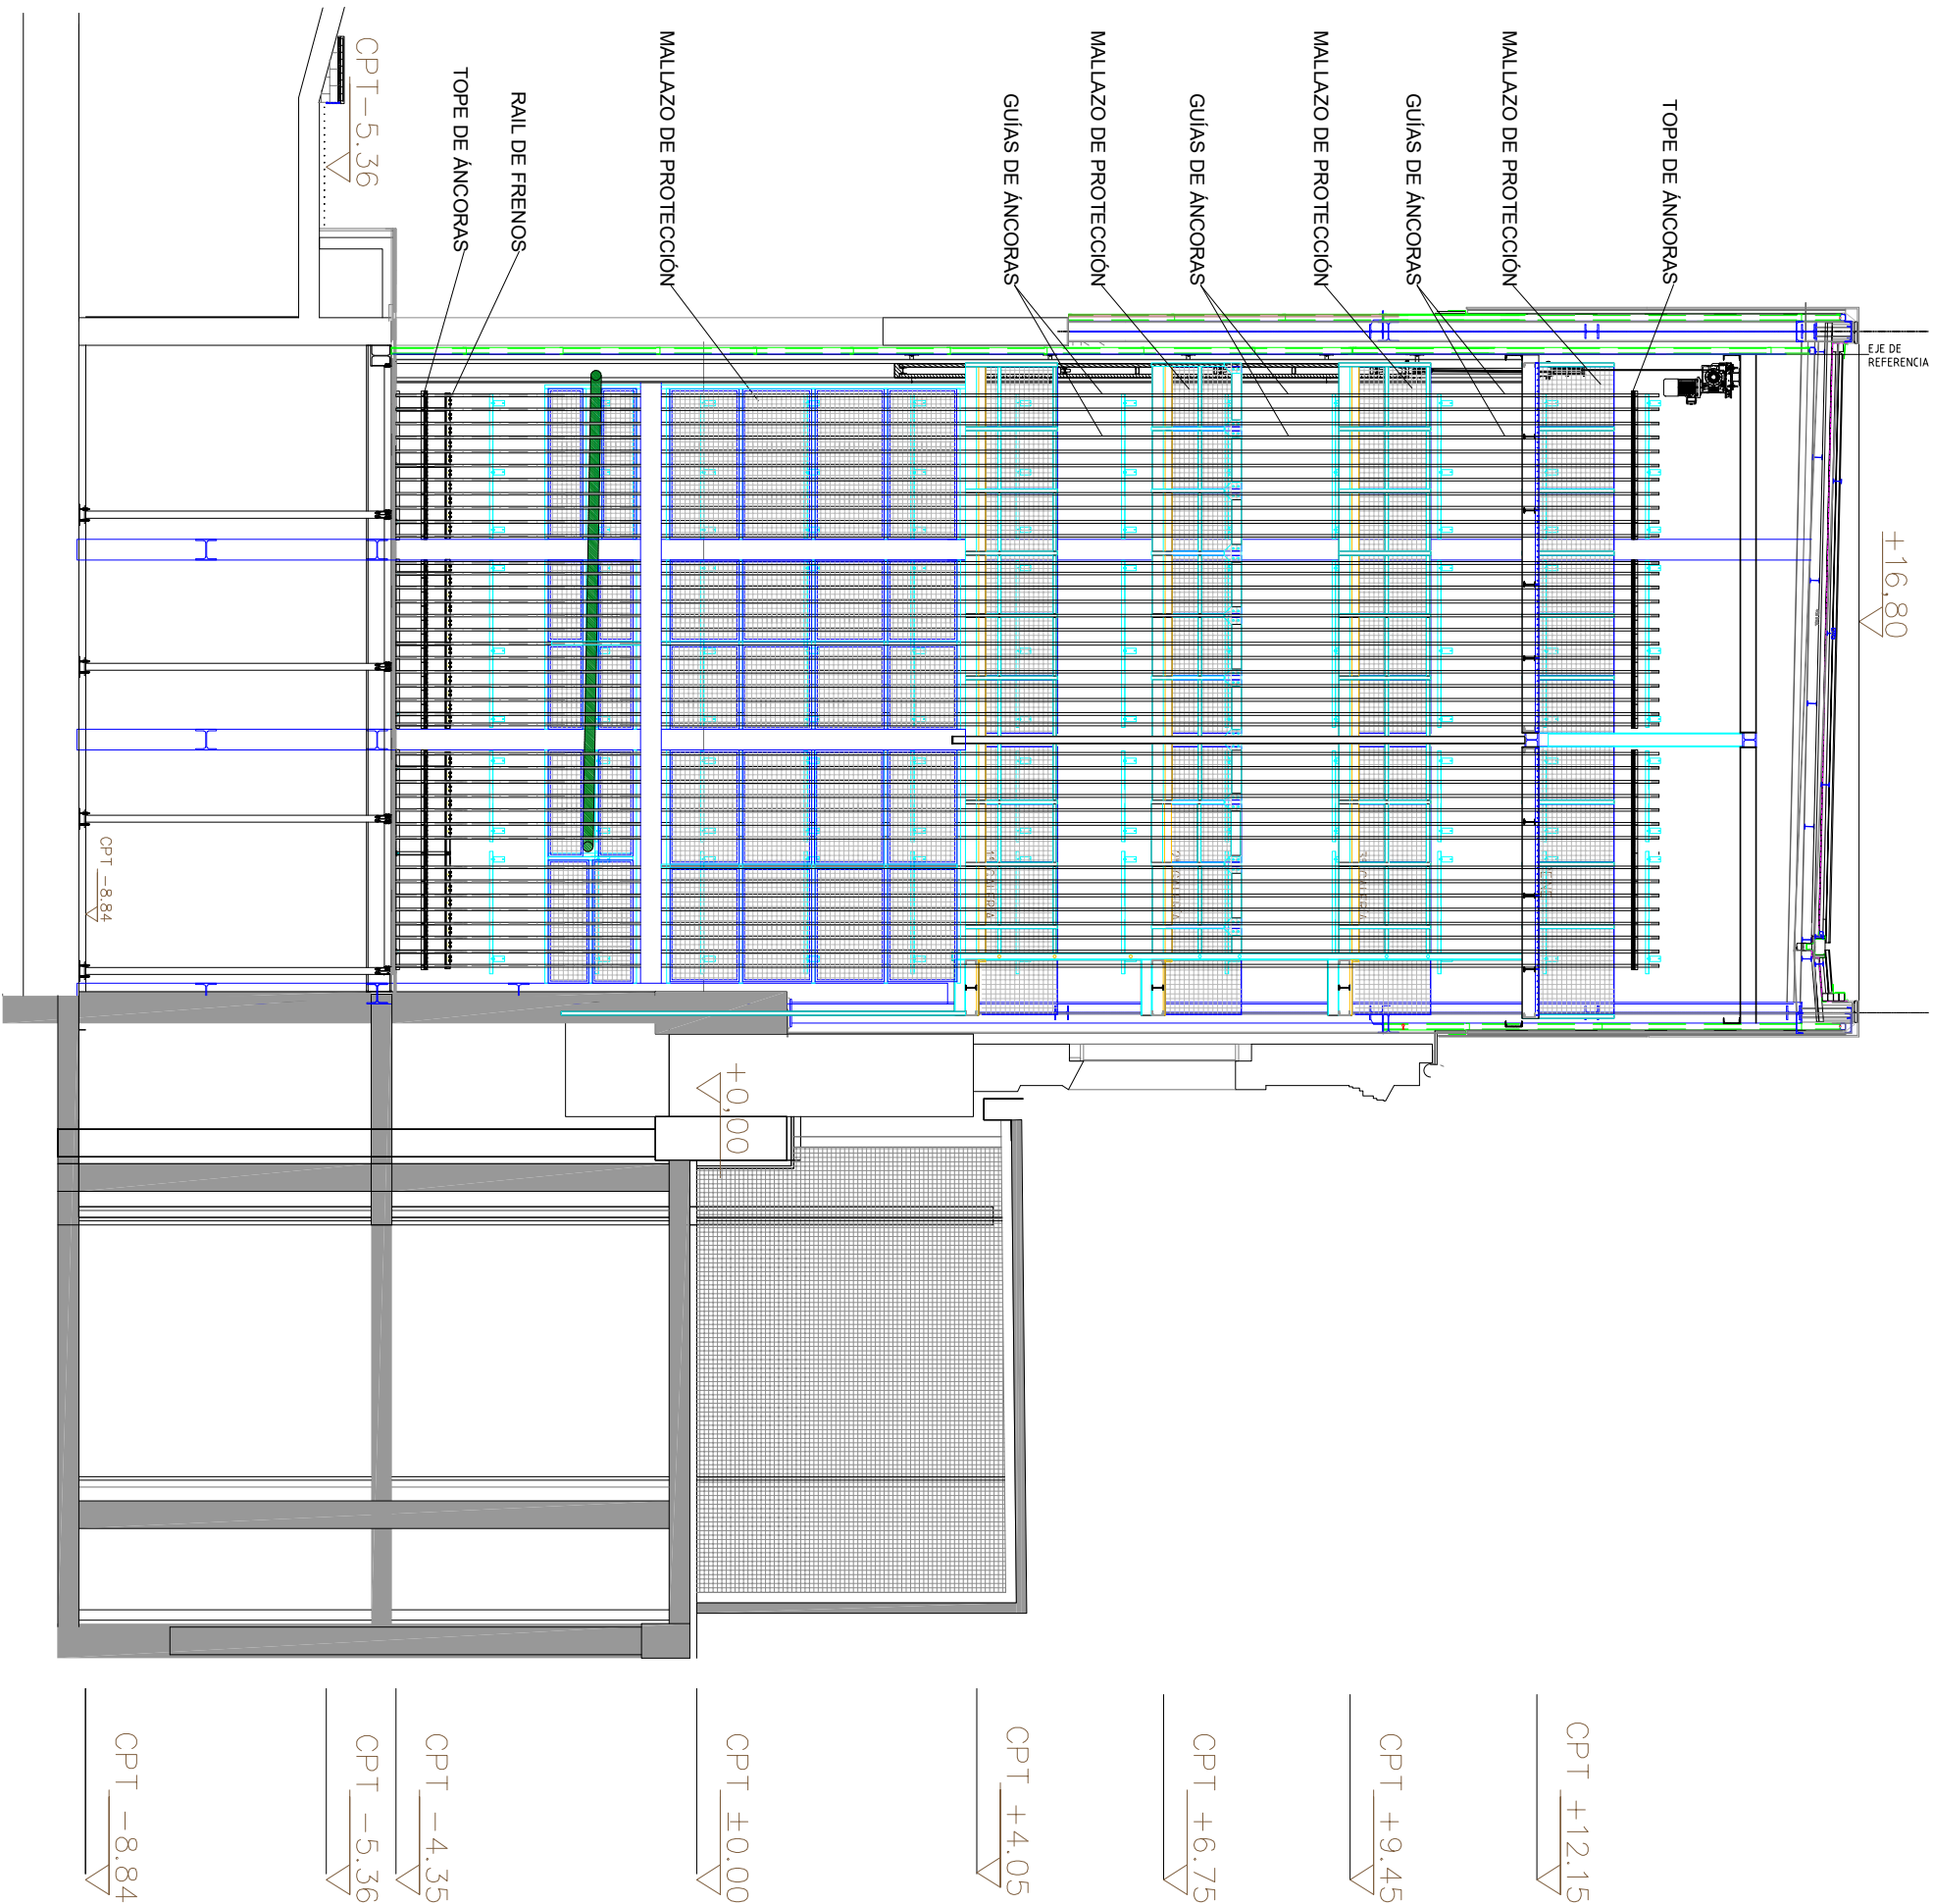 TOPE DE ÁNCORAS
MALLAZO DE PROTECCIÓN
GUÍAS DE ÁNCORAS
MALLAZO DE PROTECCIÓN
GUÍAS DE ÁNCORAS
MALLAZO DE PROTECCIÓN
GUÍAS DE ÁNCORAS
MALLAZO DE PROTECCIÓN
RAIL DE FRENOS
TOPE DE ÁNCORAS
CPT-5.36
EJE DE
REFERENCIA
+16,80
+0,00
CPT -8.84
CPT +12.15
CPT +9.45
CPT +6.75
CPT +4.05
CPT ±0.00
CPT -4.35
CPT -5.36
CPT -8.84